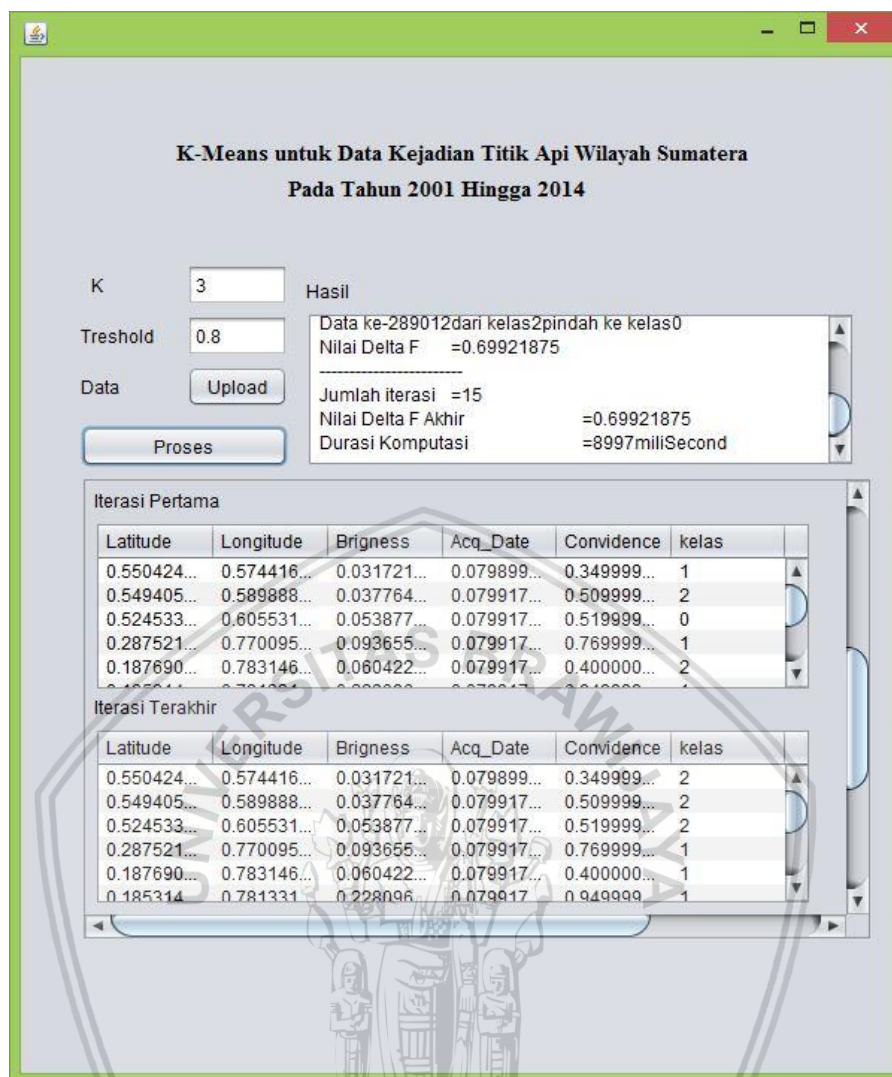 K-Means untuk Data Kejadian Titik Api Wilayah Sumatera
Pada Tahun 2001 Hingga 2014
K 3
Hasil
Treshold 0.8
Data Upload
Proses
Data ke-289012dari kelas2pindah ke kelas0
Nilai Delta F =0.69921875
------------------------
Jumlah iterasi =15
Nilai Delta F Akhir =0.69921875
Durasi Komputasi =8997miliSecond
Iterasi Pertama
Latitude Longitude Brigness Acq_Date Convidence kelas
0.550424... 0.574416... 0.031721... 0.079899... 0.349999... 1
0.549405... 0.589888... 0.037764... 0.079917... 0.509999... 2
0.524533... 0.605531... 0.053877... 0.079917... 0.519999... 0
0.287521... 0.770095... 0.093655... 0.079917... 0.769999... 1
0.187690... 0.783146... 0.060422... 0.079917... 0.400000... 2
Iterasi Terakhir
Latitude Longitude Brigness Acq_Date Convidence kelas
0.550424... 0.574416... 0.031721... 0.079899... 0.349999... 2
0.549405... 0.589888... 0.037764... 0.079917... 0.509999... 2
0.524533... 0.605531... 0.053877... 0.079917... 0.519999... 2
0.287521... 0.770095... 0.093655... 0.079917... 0.769999... 1
0.187690... 0.783146... 0.060422... 0.079917... 0.400000... 1
0.185314... 0.781331... 0.228096... 0.079917... 0.949999... 1
UNIVERSITAS BRAWIJAYA